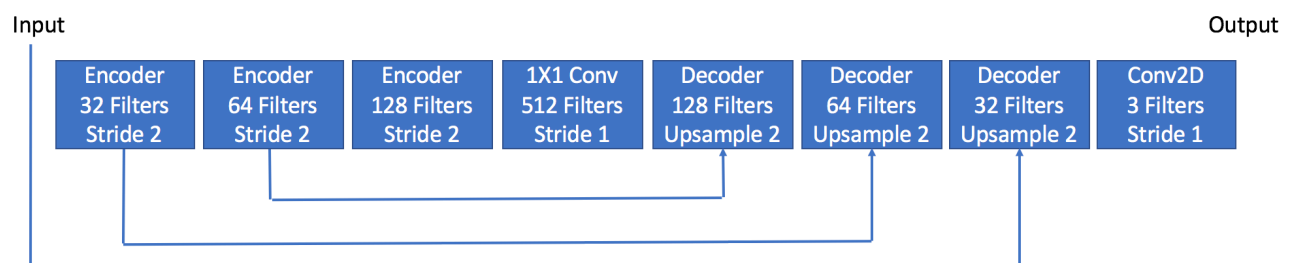 Input
Output
Encoder
32 Filters
Stride 2
Encoder
64 Filters
Stride 2
Encoder
128 Filters
Stride 2
1X1 Conv
512 Filters
Stride 1
Decoder
128 Filters
Upsample 2
Decoder
64 Filters
Upsample 2
Decoder
32 Filters
Upsample 2
Conv2D
3 Filters
Stride 1